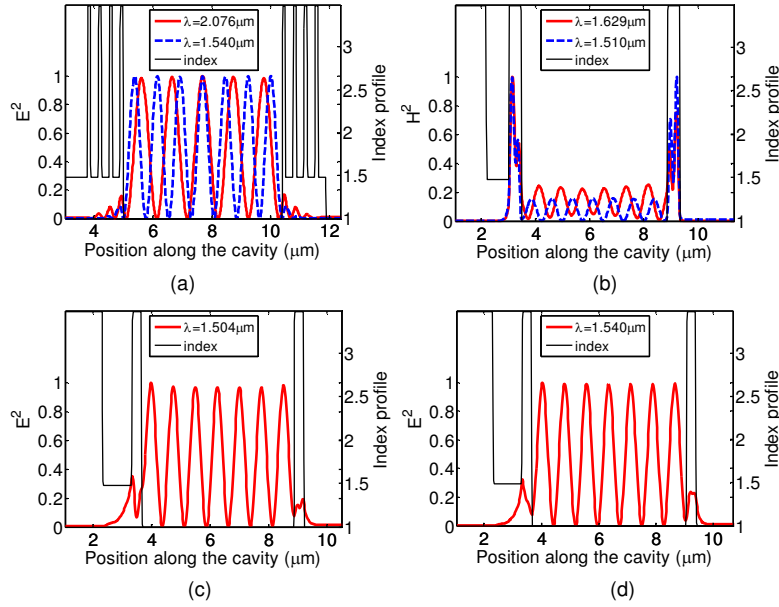 λ=2.076μm
λ=1.540μm
index
E²
1
0.8
0.6
0.4
0.2
0
3
2.5
2
1.5
1
Index profile
4 6 8 10 12
Position along the cavity (μm)
(a)
λ=1.629μm
λ=1.510μm
index
H²
1
0.8
0.6
0.4
0.2
0
3
2.5
2
1.5
1
Index profile
2 4 6 8 10
Position along the cavity (μm)
(b)
λ=1.504μm
index
E²
1
0.8
0.6
0.4
0.2
0
3
2.5
2
1.5
1
Index profile
2 4 6 8 10
Position along the cavity (μm)
(c)
λ=1.540μm
index
E²
1
0.8
0.6
0.4
0.2
0
3
2.5
2
1.5
1
Index profile
2 4 6 8 10
Position along the cavity (μm)
(d)